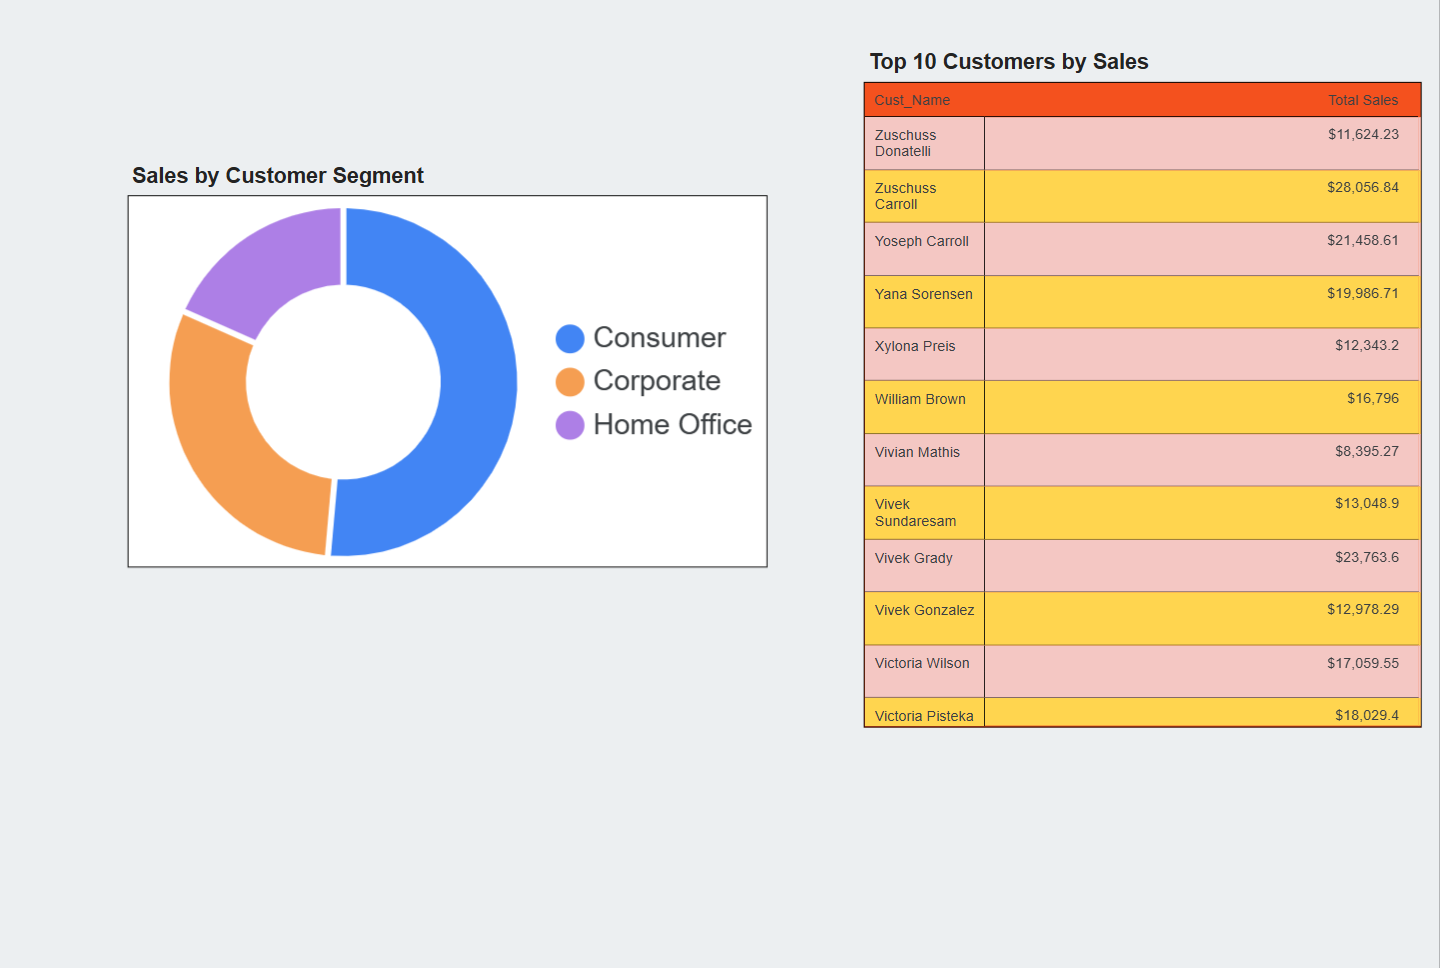 Sales by Customer Segment
Consumer
Corporate
Home Office
Top 10 Customers by Sales
Cust_Name Total Sales
Zuschuss $11,624.23
Donatelli
Zuschuss $28,056.84
Carroll
Yoseph Carroll $21,458.61
Yana Sorensen $19,986.71
Xylona Preis $12,343.2
William Brown $16,796
Vivian Mathis $8,395.27
Vivek $13,048.9
Sundaresam
Vivek Grady $23,763.6
Vivek Gonzalez $12,978.29
Victoria Wilson $17,059.55
Victoria Pisteka $18,029.4